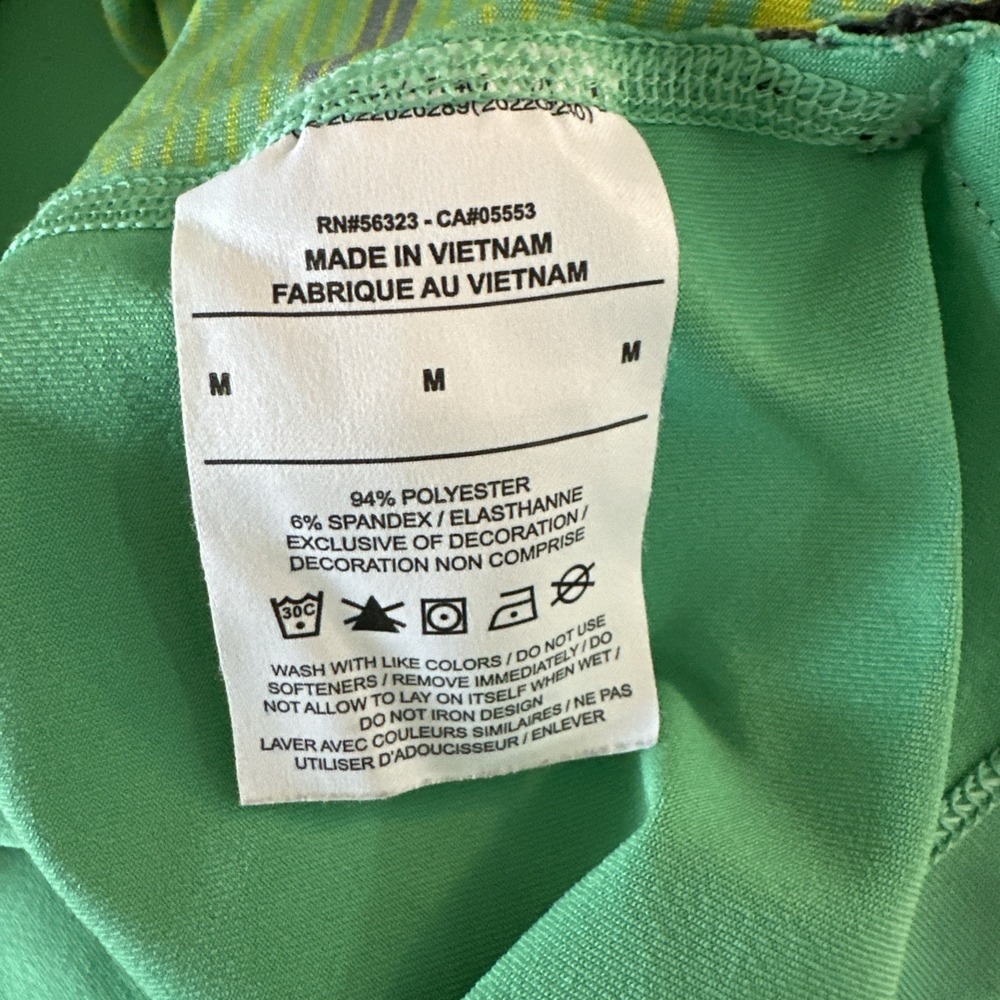 RN#56323 - CA#05553
MADE IN VIETNAM
FABRIQUE AU VIETNAM
M M M
94% POLYESTER
6% SPANDEX / ELASTHANNE
EXCLUSIVE OF DECORATION /
DECORATION NON COMPRISE
30C
WASH WITH LIKE COLORS / DO NOT USE
SOFTENERS / REMOVE IMMEDIATELY / DO
NOT ALLOW TO LAY ON ITSELF WHEN WET /
DO NOT IRON DESIGN
LAVER AVEC COULEURS SIMILAIRES / NE PAS
UTILISER D'ADOUCISSEUR / ENLEVER